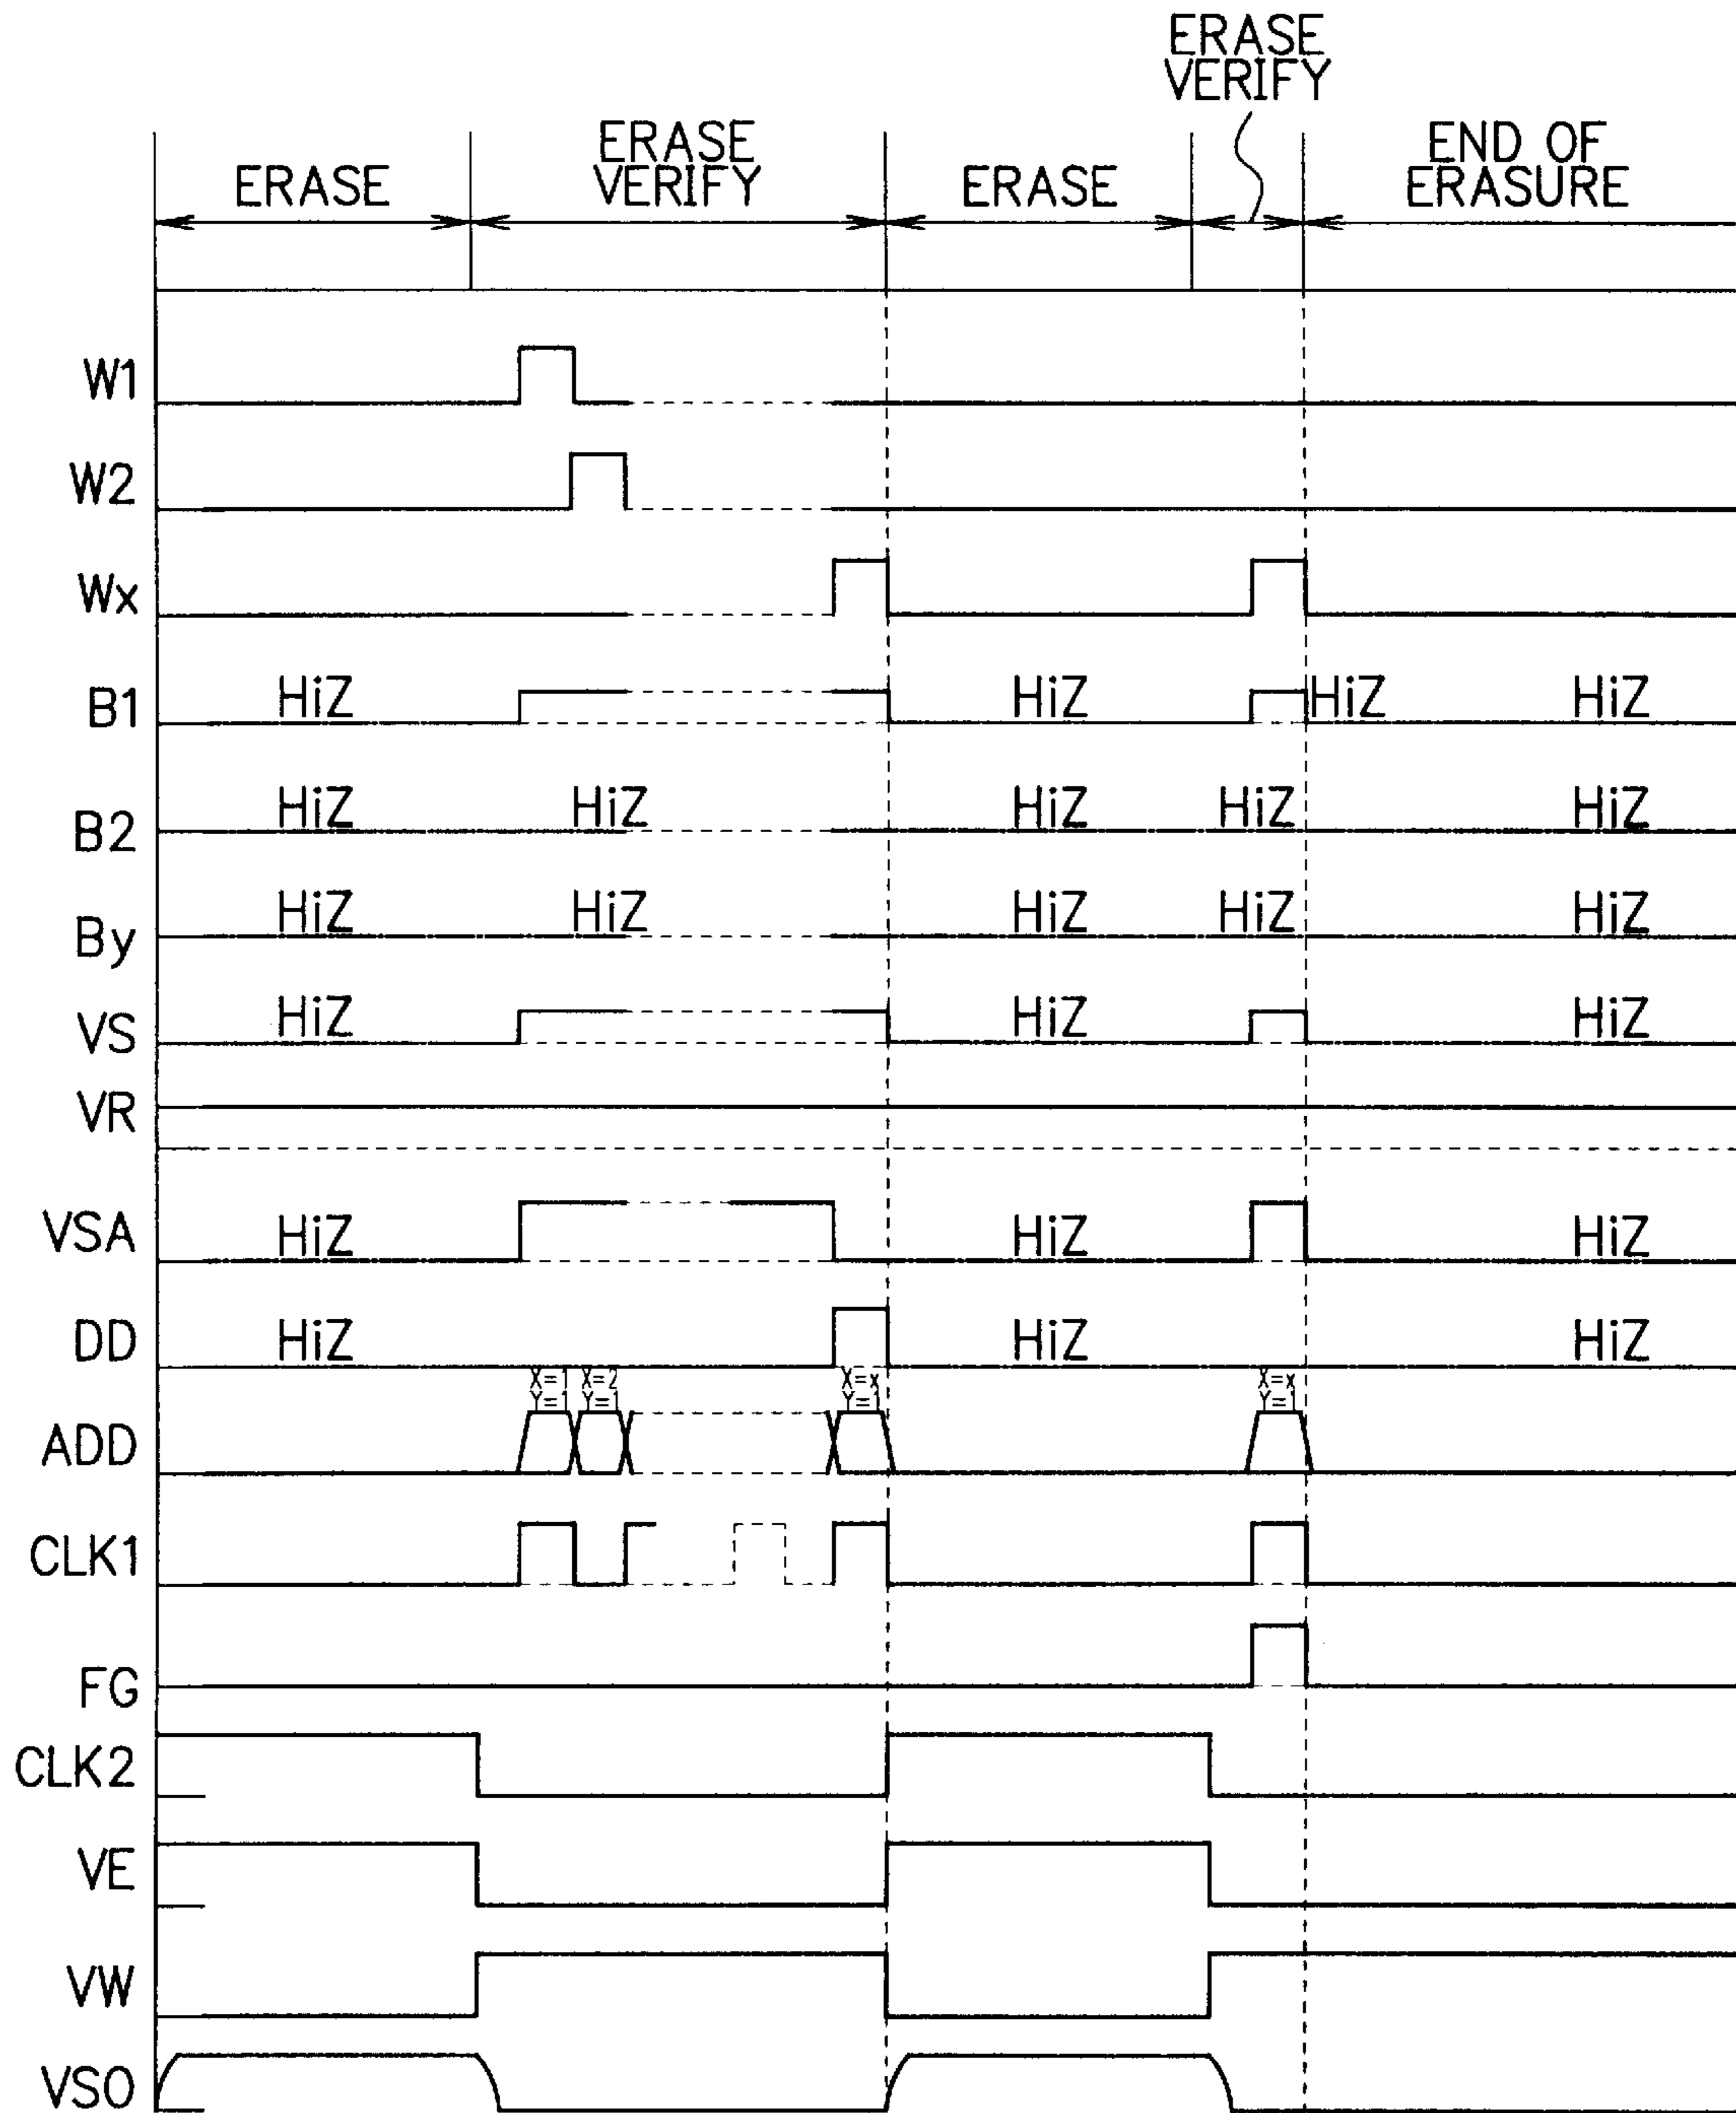 ERASE
VERIFY
ERASE
ERASE
VERIFY
ERASE
END OF
ERASURE
W1
W2
Wx
B1 HiZ HiZ HiZ HiZ
B2 HiZ HiZ HiZ HiZ HiZ
By HiZ HiZ HiZ HiZ HiZ
VS HiZ HiZ HiZ
VR
VSA HiZ HiZ HiZ
DD HiZ HiZ HiZ
X=1 X=2 X=x X=x
Y=1 Y=1 Y=1 Y=1
ADD
CLK1
FG
CLK2
VE
VW
VSO